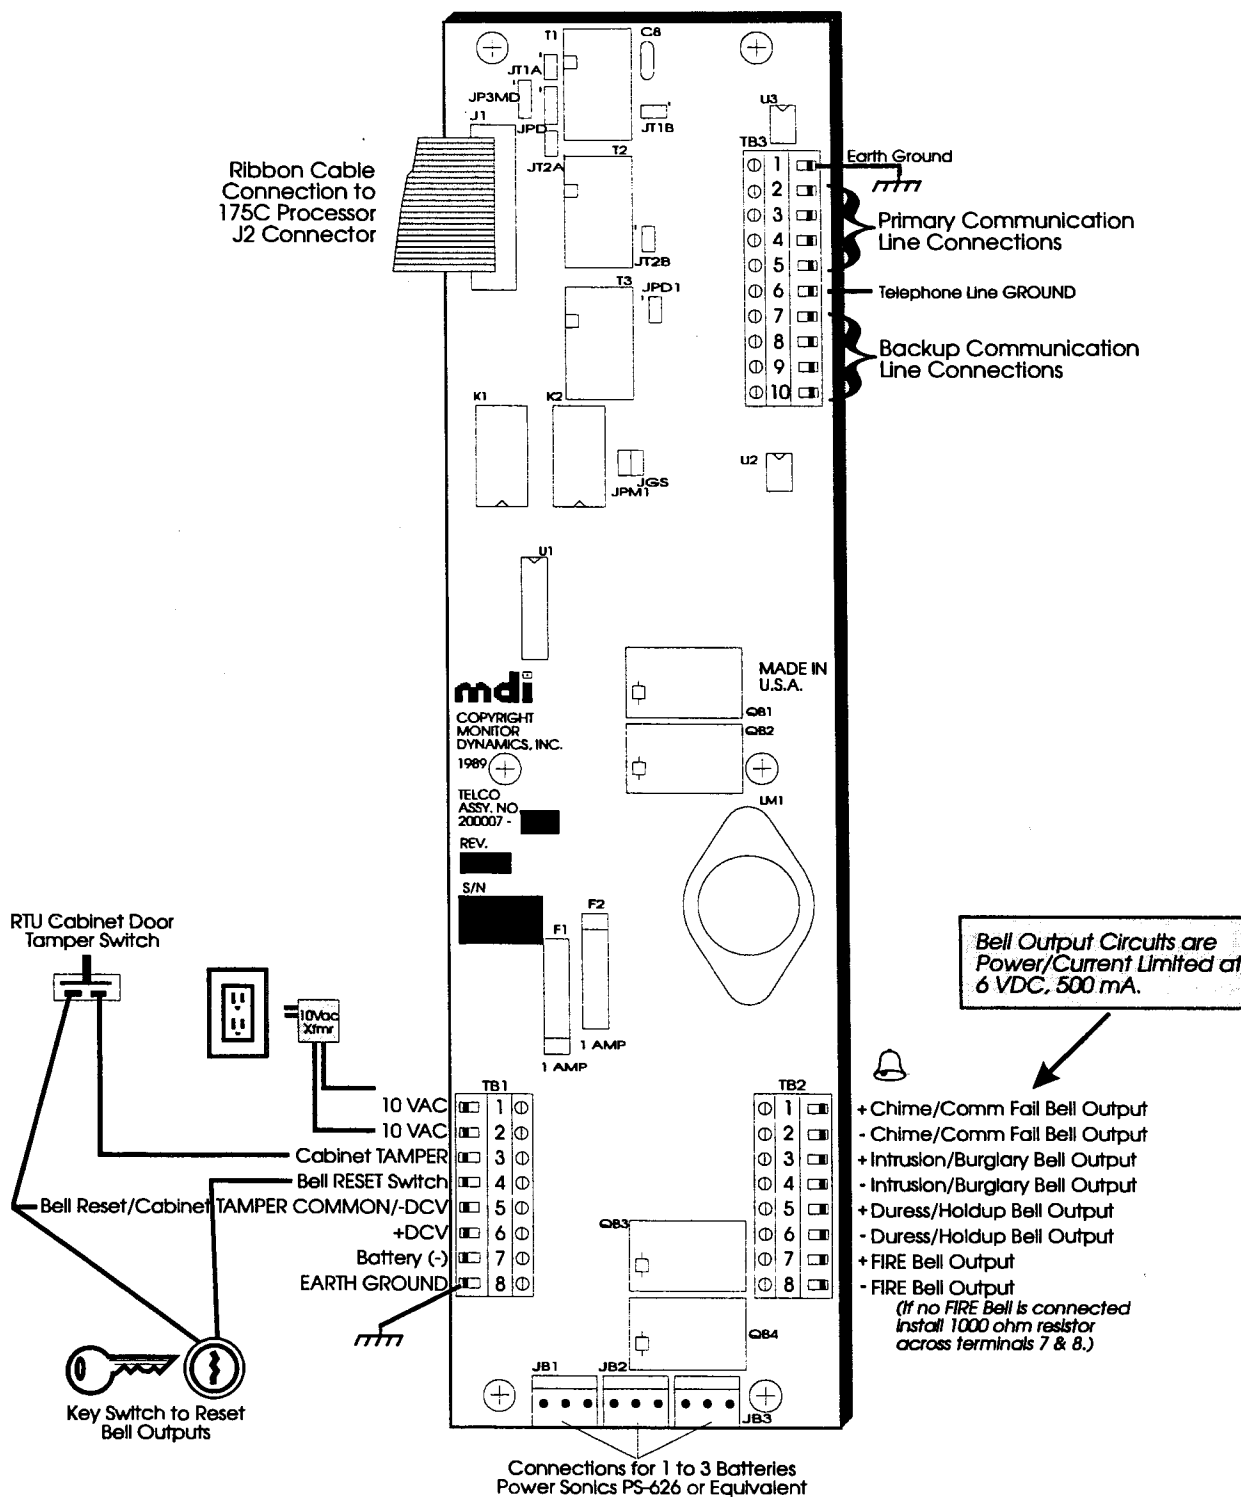 T1
C8
JT1A
JP3MD
J1
JPD
JT1B
U3
TB3
JT2A
T2
Ribbon Cable
Connection to
175C Processor
J2 Connector
1
2
3
4
5
6
7
8
9
10
Earth Ground
Primary Communication
Line Connections
Telephone Line GROUND
Backup Communication
Line Connections
JT2B
T3
JPD1
K1
K2
JGS
JPM1
U2
U1
mdi
COPYRIGHT
MONITOR
DYNAMICS, INC.
1989
MADE IN
U.S.A.
QB1
QB2
TELCO
ASSY. NO.
200007 -
REV.
S/N
LM1
F1
F2
1 AMP
1 AMP
RTU Cabinet Door
Tamper Switch
10Vac
Xfmr
Bell Output Circuits are
Power/Current Limited at
6 VDC, 500 mA.
TB1
10 VAC 1
10 VAC 2
Cabinet TAMPER 3
Bell RESET Switch 4
Bell Reset/Cabinet TAMPER COMMON/-DCV 5
+DCV 6
Battery (-) 7
EARTH GROUND 8
TB2
1 + Chime/Comm Fail Bell Output
2 - Chime/Comm Fail Bell Output
3 + Intrusion/Burglary Bell Output
4 - Intrusion/Burglary Bell Output
5 + Duress/Holdup Bell Output
6 - Duress/Holdup Bell Output
7 + FIRE Bell Output
8 - FIRE Bell Output
(If no FIRE Bell is connected
install 1000 ohm resistor
across terminals 7 & 8.)
QB3
QB4
Key Switch to Reset
Bell Outputs
JB1
JB2
JB3
Connections for 1 to 3 Batteries
Power Sonics PS-626 or Equivalent